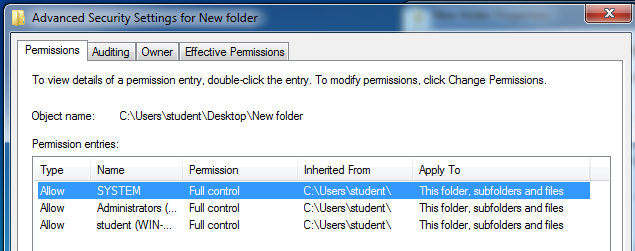 Advanced Security Settings for New folder
Permissions Auditing Owner Effective Permissions
To view details of a permission entry, double-click the entry. To modify permissions, click Change Permissions.
Object name: C:\Users\student\Desktop\New folder
Permission entries:
Type Name Permission Inherited From Apply To
Allow SYSTEM Full control C:\Users\student\ This folder, subfolders and files
Allow Administrators (... Full control C:\Users\student\ This folder, subfolders and files
Allow student (WIN-... Full control C:\Users\student\ This folder, subfolders and files